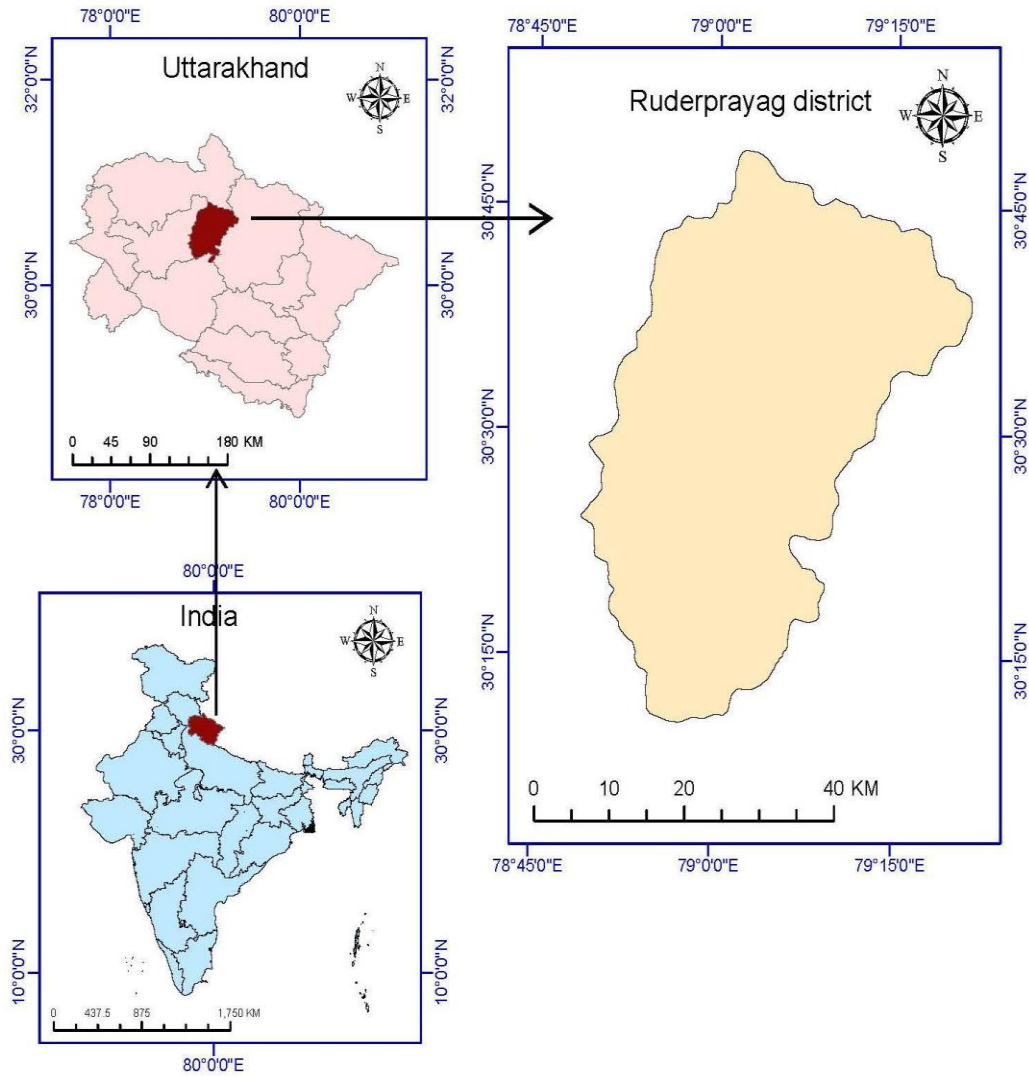 78°0'0"E 80°0'0"E
Uttarakhand
N
W E
S
32°0'0"N 32°0'0"N
30°0'0"N 30°0'0"N
0 45 90 180 KM
78°0'0"E 80°0'0"E
80°0'0"E
India
N
W E
S
30°0'0"N 30°0'0"N
10°0'0"N 10°0'0"N
0 437.5 875 1,750 KM
80°0'0"E
78°45'0"E 79°0'0"E 79°15'0"E
Ruderprayag district
N
W E
S
30°45'0"N 30°45'0"N
30°30'0"N 30°30'0"N
30°15'0"N 30°15'0"N
0 10 20 40 KM
78°45'0"E 79°0'0"E 79°15'0"E